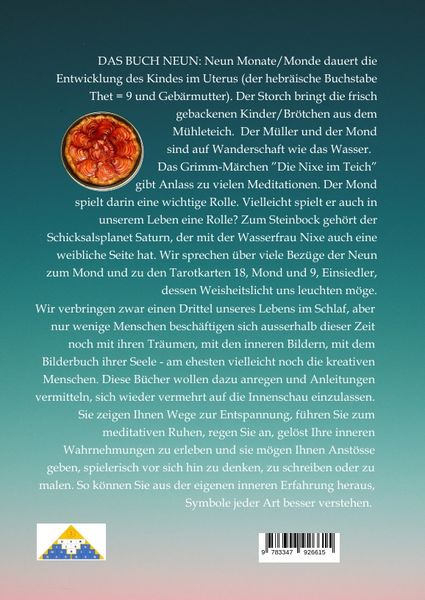 DAS BUCH NEUN: Neun Monate/Monde dauert die
Entwicklung des Kindes im Uterus (der hebräische Buchstabe
Thet = 9 und Gebärmutter). Der Storch bringt die frisch
gebackenen Kinder/Brötchen aus dem
Mühleteich. Der Müller und der Mond
sind auf Wanderschaft wie das Wasser.
Das Grimm-Märchen "Die Nixe im Teich"
gibt Anlass zu vielen Meditationen. Der Mond
spielt darin eine wichtige Rolle. Vielleicht spielt er auch in
unserem Leben eine Rolle? Zum Steinbock gehört der
Schicksalsplanet Saturn, der mit der Wasserfrau Nixe auch eine
weibliche Seite hat. Wir sprechen über viele Bezüge der Neun
zum Mond und zu den Tarotkarten 18, Mond und 9, Einsiedler,
dessen Weisheitslicht uns leuchten möge.
Wir verbringen zwar einen Drittel unseres Lebens im Schlaf, aber
nur wenige Menschen beschäftigen sich ausserhalb dieser Zeit
noch mit ihren Träumen, mit den inneren Bildern, mit dem
Bilderbuch ihrer Seele - am ehesten vielleicht noch die kreativen
Menschen. Diese Bücher wollen dazu anregen und Anleitungen
vermitteln, sich wieder vermehrt auf die Innenschau einzulassen.
Sie zeigen Ihnen Wege zur Entspannung, führen Sie zum
meditativen Ruhen, regen Sie an, gelöst Ihre inneren
Wahrnehmungen zu erleben und sie mögen Ihnen Anstösse
geben, spielerisch vor sich hin zu denken, zu schreiben oder zu
malen. So können Sie aus der eigenen inneren Erfahrung heraus,
Symbole jeder Art besser verstehen.
9 783347 926615